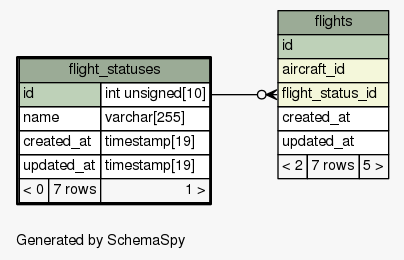 flights
id
aircraft_id
flight_status_id
created_at
updated_at
< 2 7 rows 5 >
flight_statuses
id int unsigned[10]
name varchar[255]
created_at timestamp[19]
updated_at timestamp[19]
< 0 7 rows 1 >
Generated by SchemaSpy